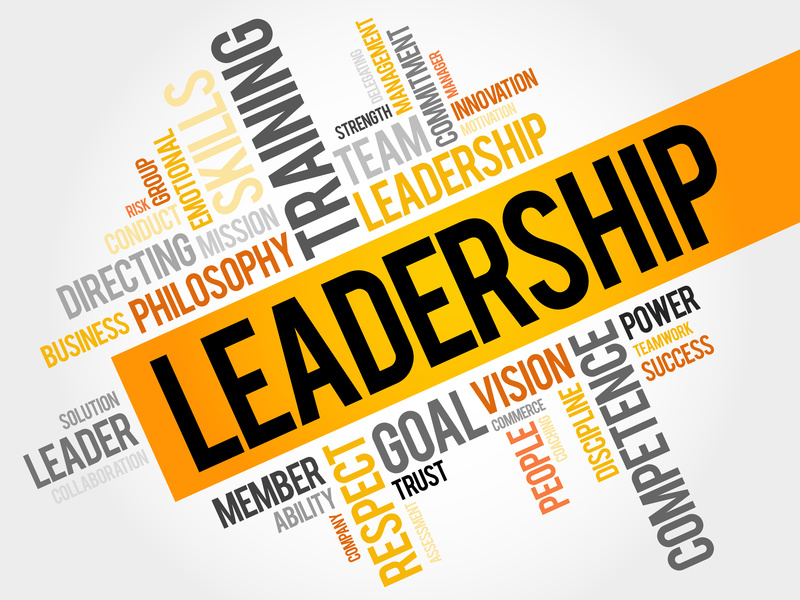 TRAINING
SKILLS
EMOTIONAL
GROUP
RISK
CONDUCT
DIRECTING
MISSION
BUSINESS
PHILOSOPHY
DELEGATING
MANAGEMENT
COMMITMENT
MANAGER
STRENGTH
INNOVATION
MOTIVATION
TEAM
LEADERSHIP
LEADERSHIP
SOLUTION
LEADER
COLLABORATION
MEMBER
ABILITY
COMPANY
RESPECT
ASSESSMENT
TRUST
GOAL
VISION
COMMERCE
PEOPLE
COACHING
DISCIPLINE
COMPETENCE
POWER
TEAMWORK
SUCCESS